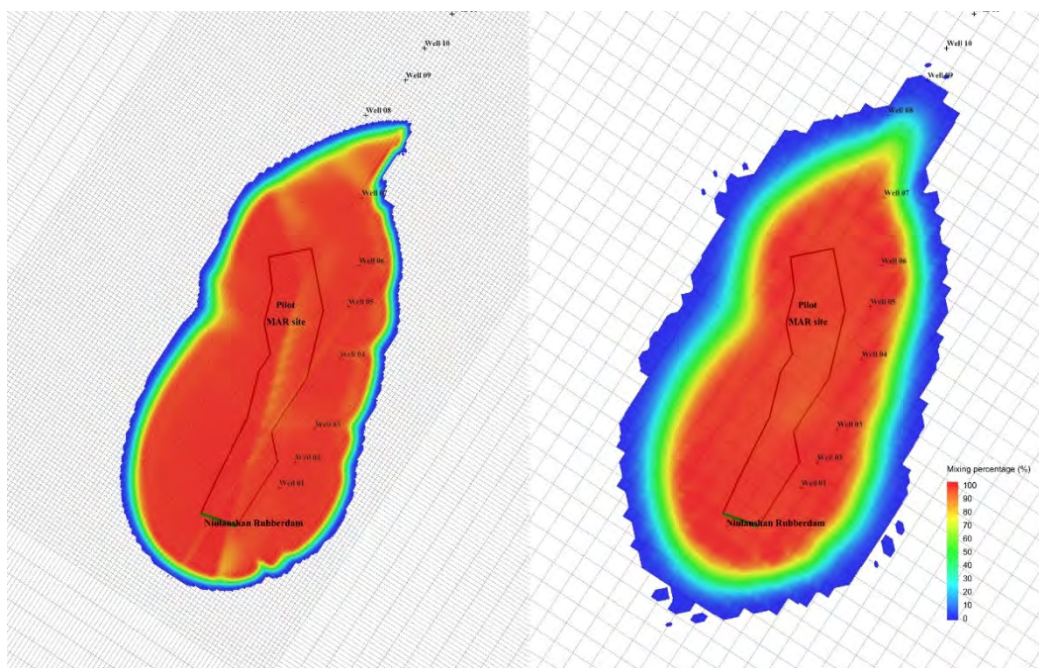 Well 10
Well 09
Well 08
Well 07
Well 06
Well 05
Pilot
MAR site
Well 04
Well 03
Well 02
Well 01
Niulanshan Rubberdam
Well 10
Well 09
Well 08
Well 07
Well 06
Well 05
Pilot
MAR site
Well 04
Well 03
Well 01
Niulanshan Rubberdam
Mixing percentage (%)
100
90
80
70
60
50
40
30
20
10
0